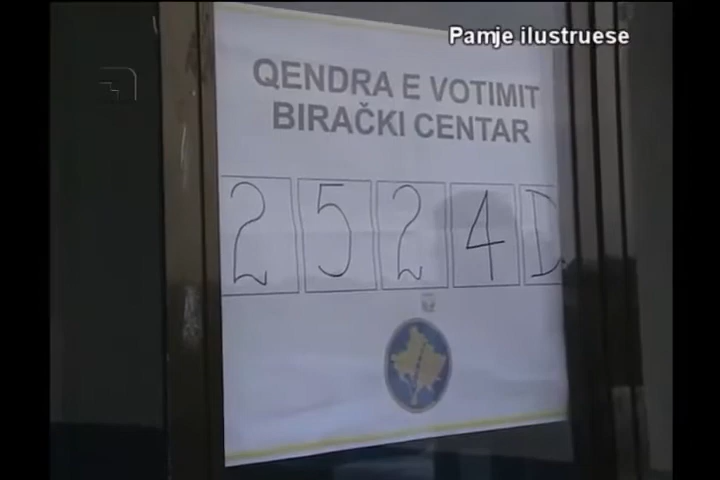 Pamje ilustruese
QENDRA E VOTIMIT
BIRAČKI CENTAR
2524D